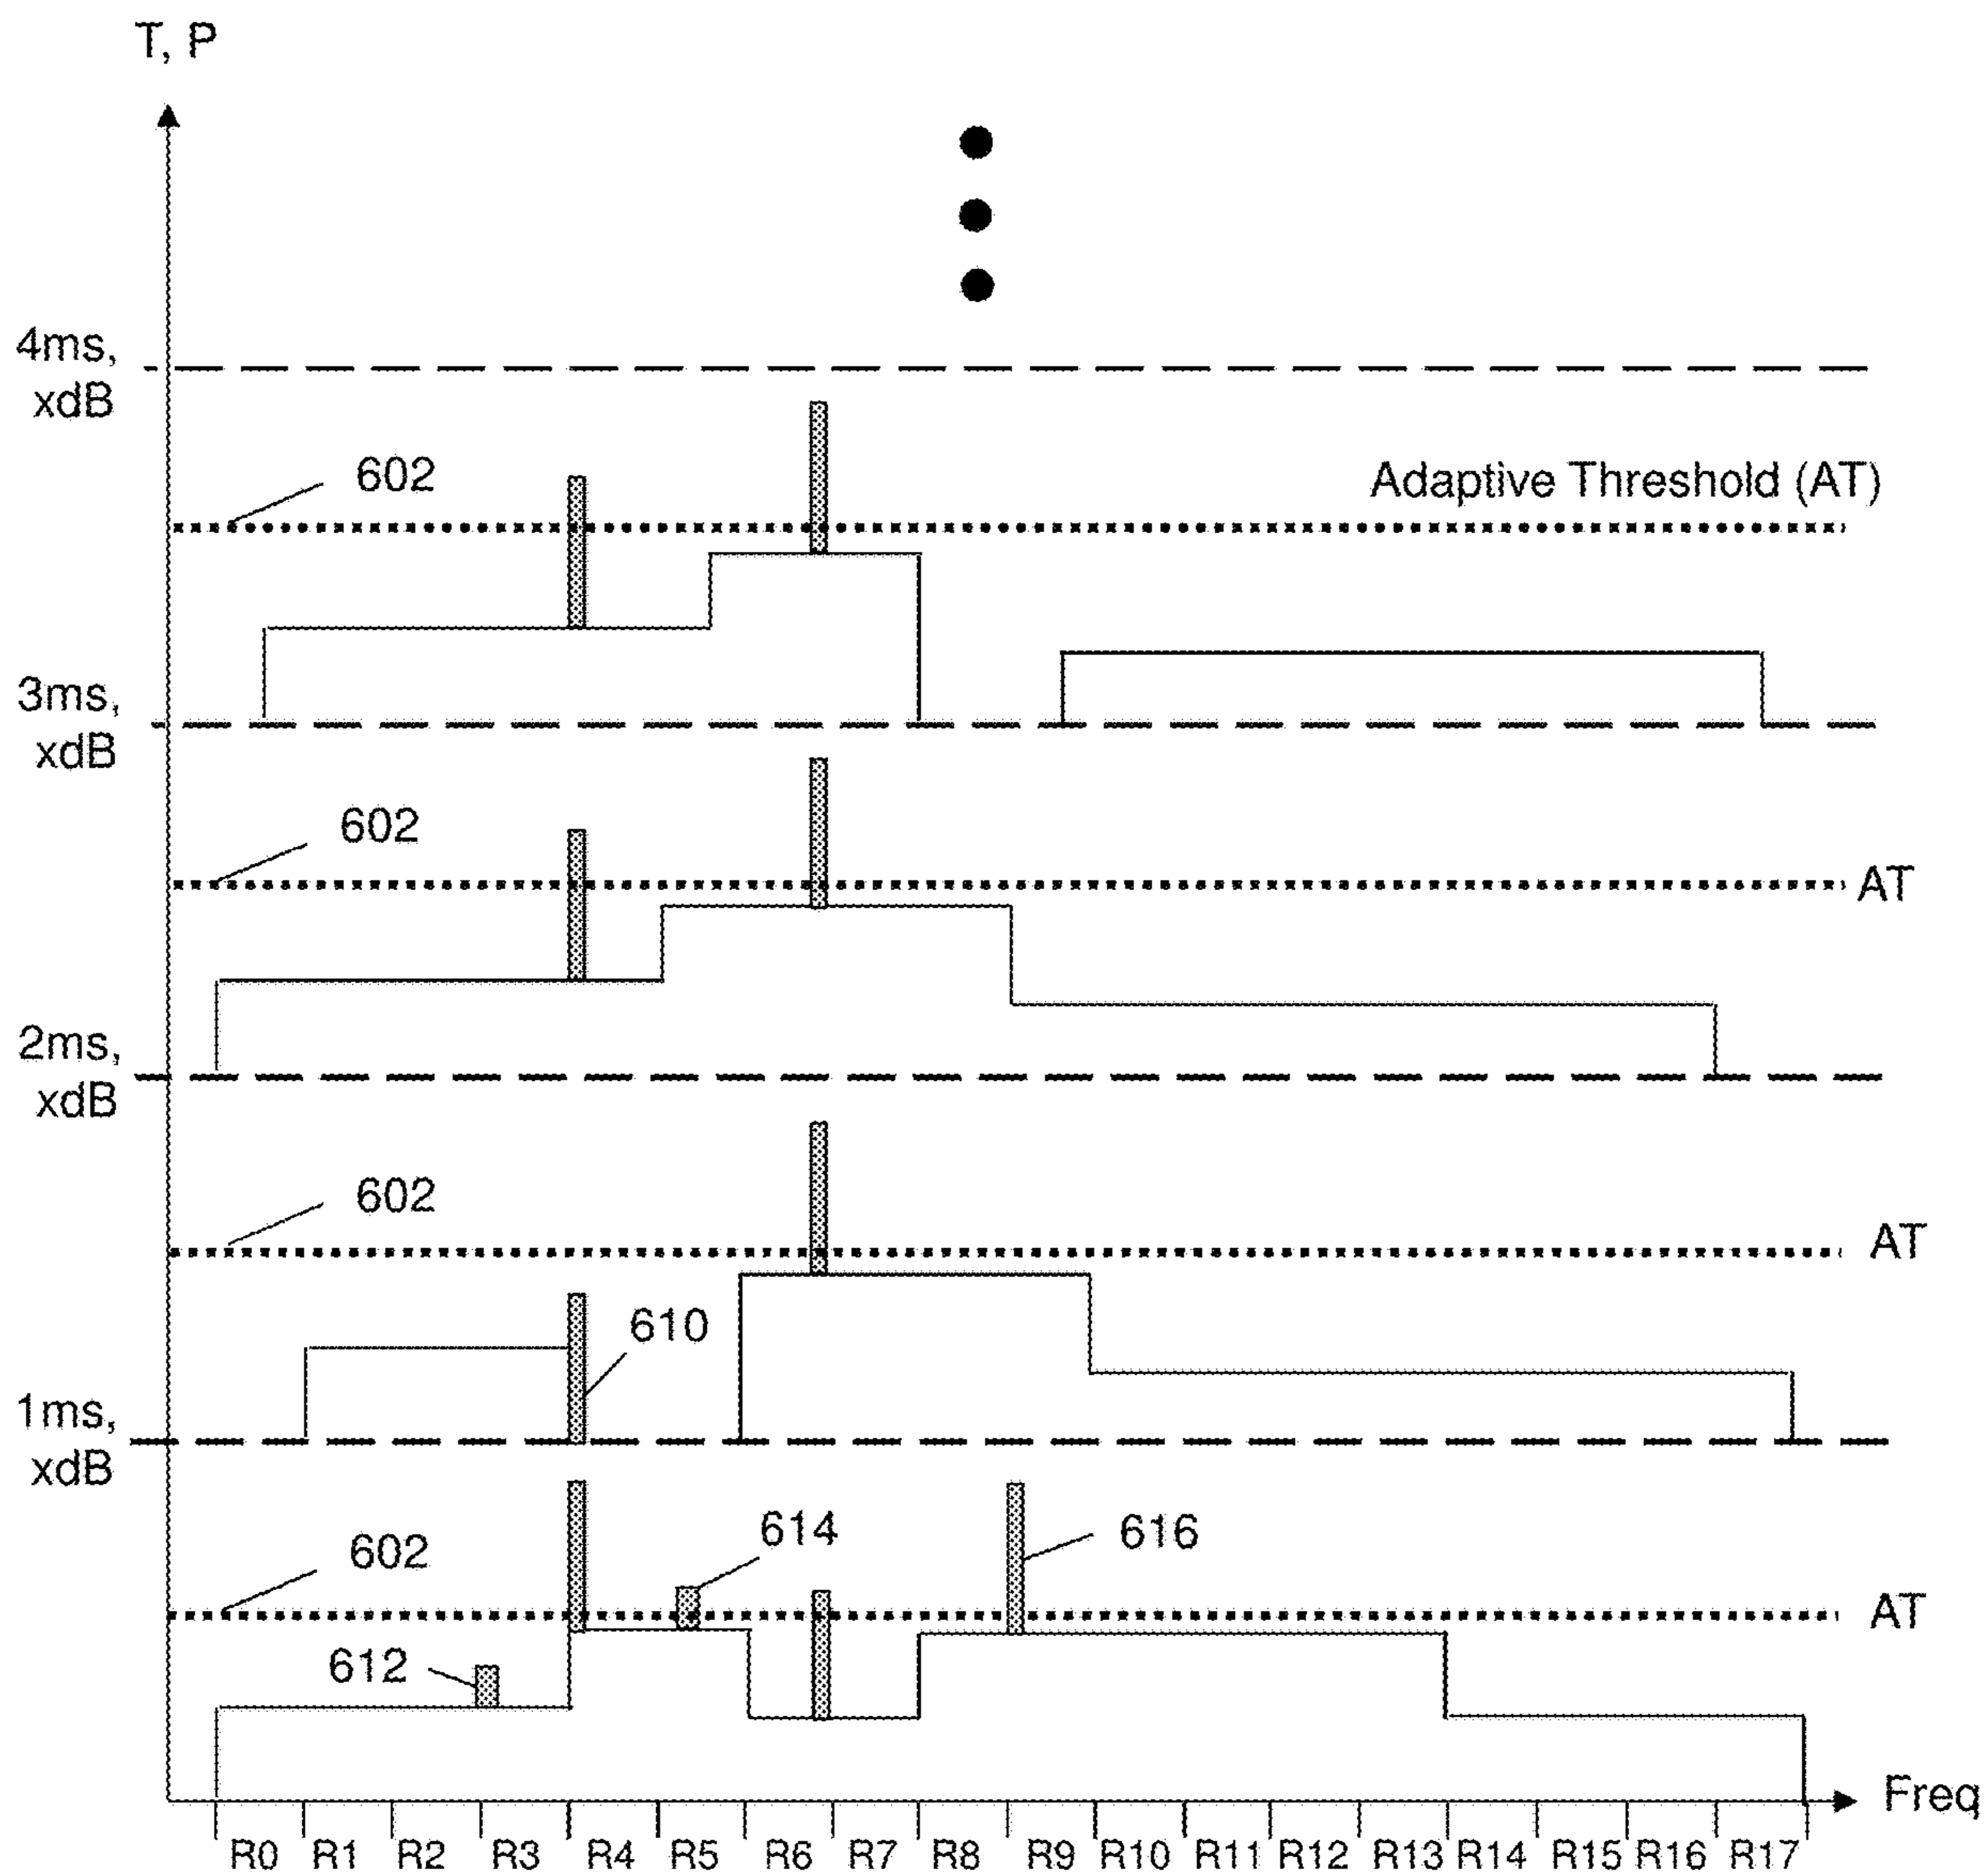 T, P
4ms,
xdB
602
Adaptive Threshold (AT)
3ms,
xdB
602
AT
2ms,
xdB
602
AT
610
1ms,
xdB
602
614
616
AT
612
Freq
R0 R1 R2 R3 R4 R5 R6 R7 R8 R9 R10 R11 R12 R13 R14 R15 R16 R17